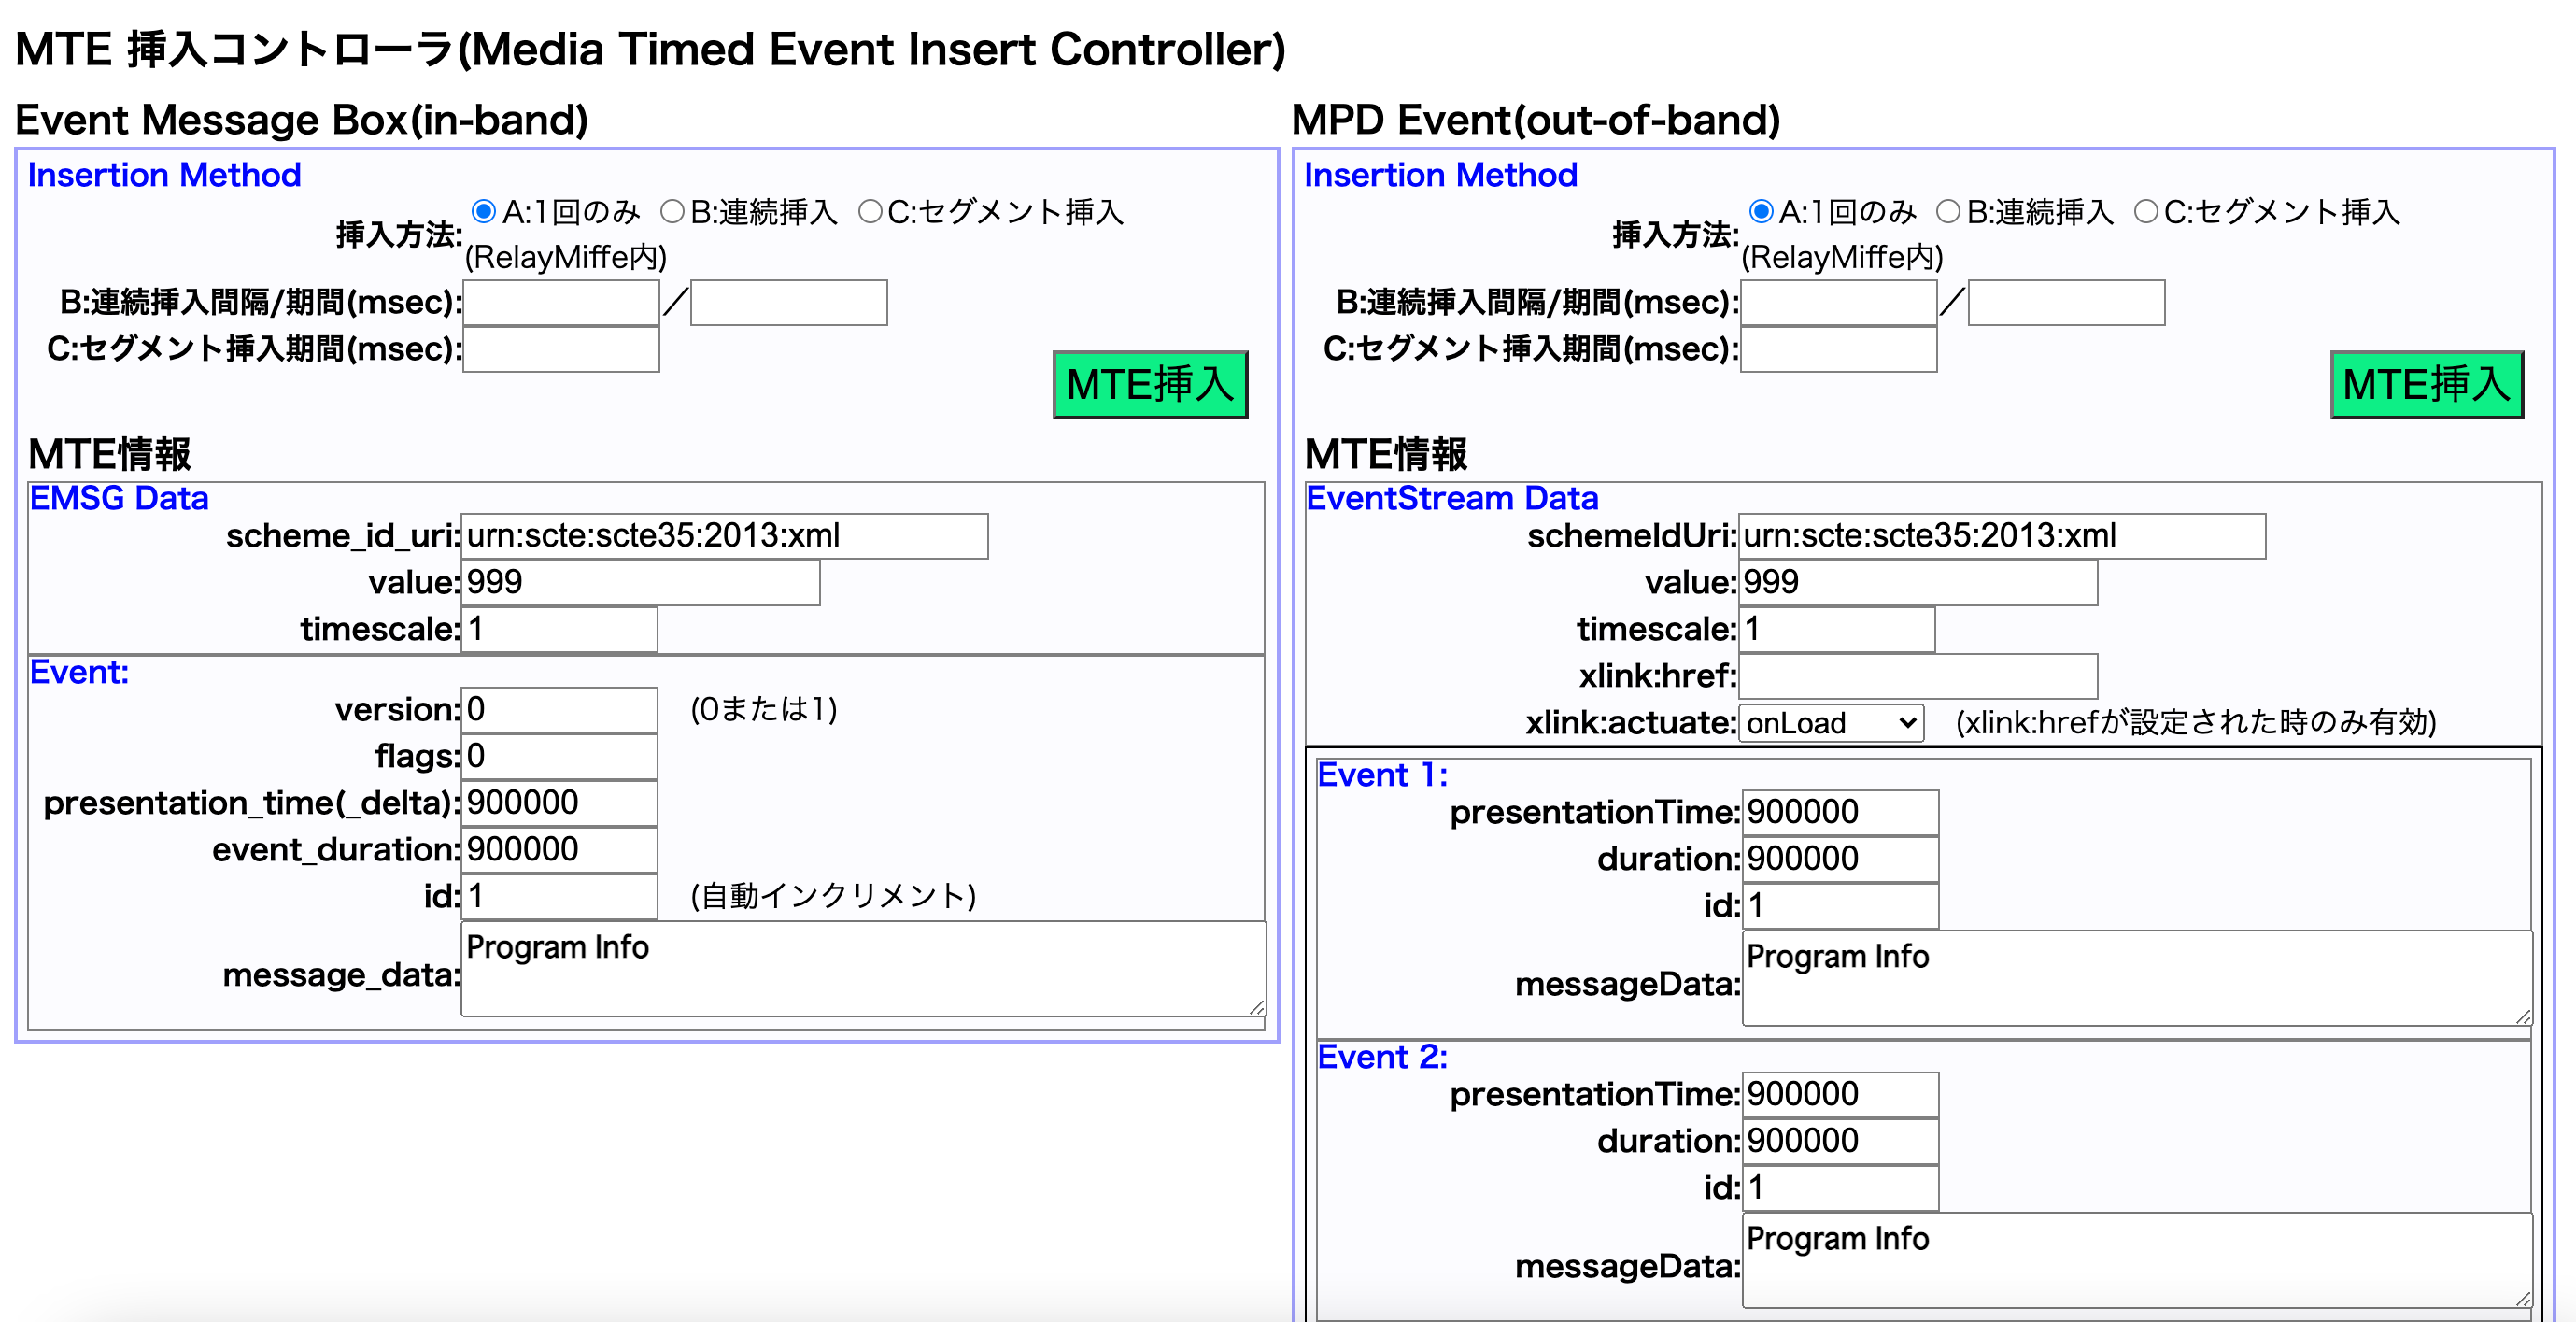 MTE 挿入コントローラ(Media Timed Event Insert Controller)
Event Message Box(in-band)
Insertion Method
挿入方法: A:1回のみ B:連続挿入 C:セグメント挿入
(RelayMiffe内)
B:連続挿入間隔/期間(msec): ／
C:セグメント挿入期間(msec):
MTE挿入
MTE情報
EMSG Data
scheme_id_uri: urn:scte:scte35:2013:xml
value: 999
timescale: 1
Event:
version: 0 (0または1)
flags: 0
presentation_time(_delta): 900000
event_duration: 900000
id: 1 (自動インクリメント)
message_data: Program Info
MPD Event(out-of-band)
Insertion Method
挿入方法: A:1回のみ B:連続挿入 C:セグメント挿入
(RelayMiffe内)
B:連続挿入間隔/期間(msec): ／
C:セグメント挿入期間(msec):
MTE挿入
MTE情報
EventStream Data
schemeIdUri: urn:scte:scte35:2013:xml
value: 999
timescale: 1
xlink:href:
xlink:actuate: onLoad (xlink:hrefが設定された時のみ有効)
Event 1:
presentationTime: 900000
duration: 900000
id: 1
messageData: Program Info
Event 2:
presentationTime: 900000
duration: 900000
id: 1
messageData: Program Info